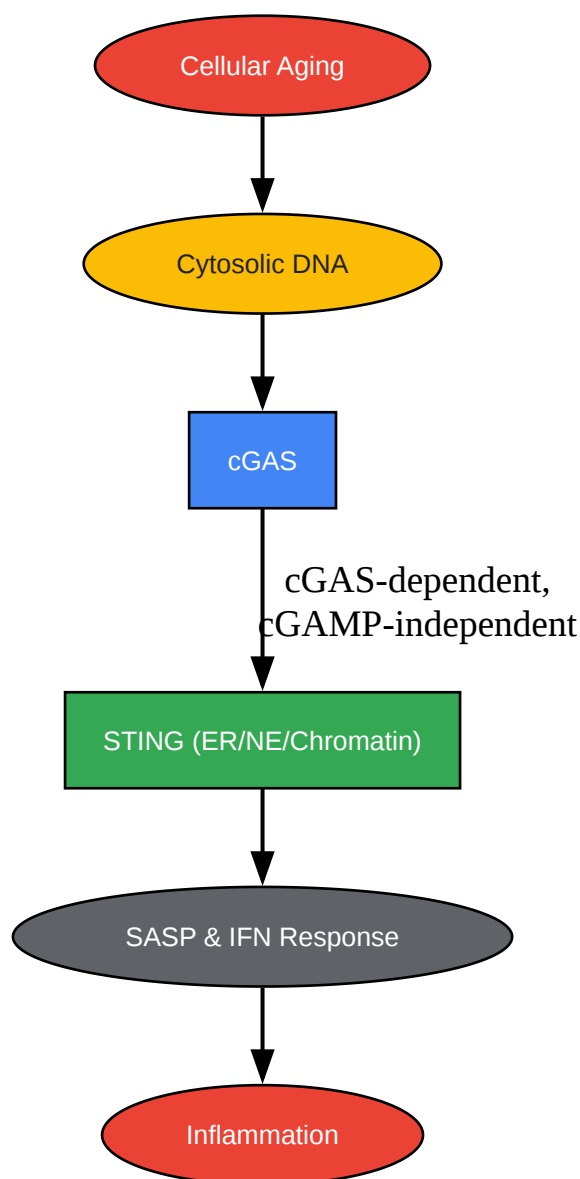 Cellular Aging
Cytosolic DNA
cGAS
cGAS-dependent,
cGAMP-independent
STING (ER/NE/Chromatin)
SASP & IFN Response
Inflammation